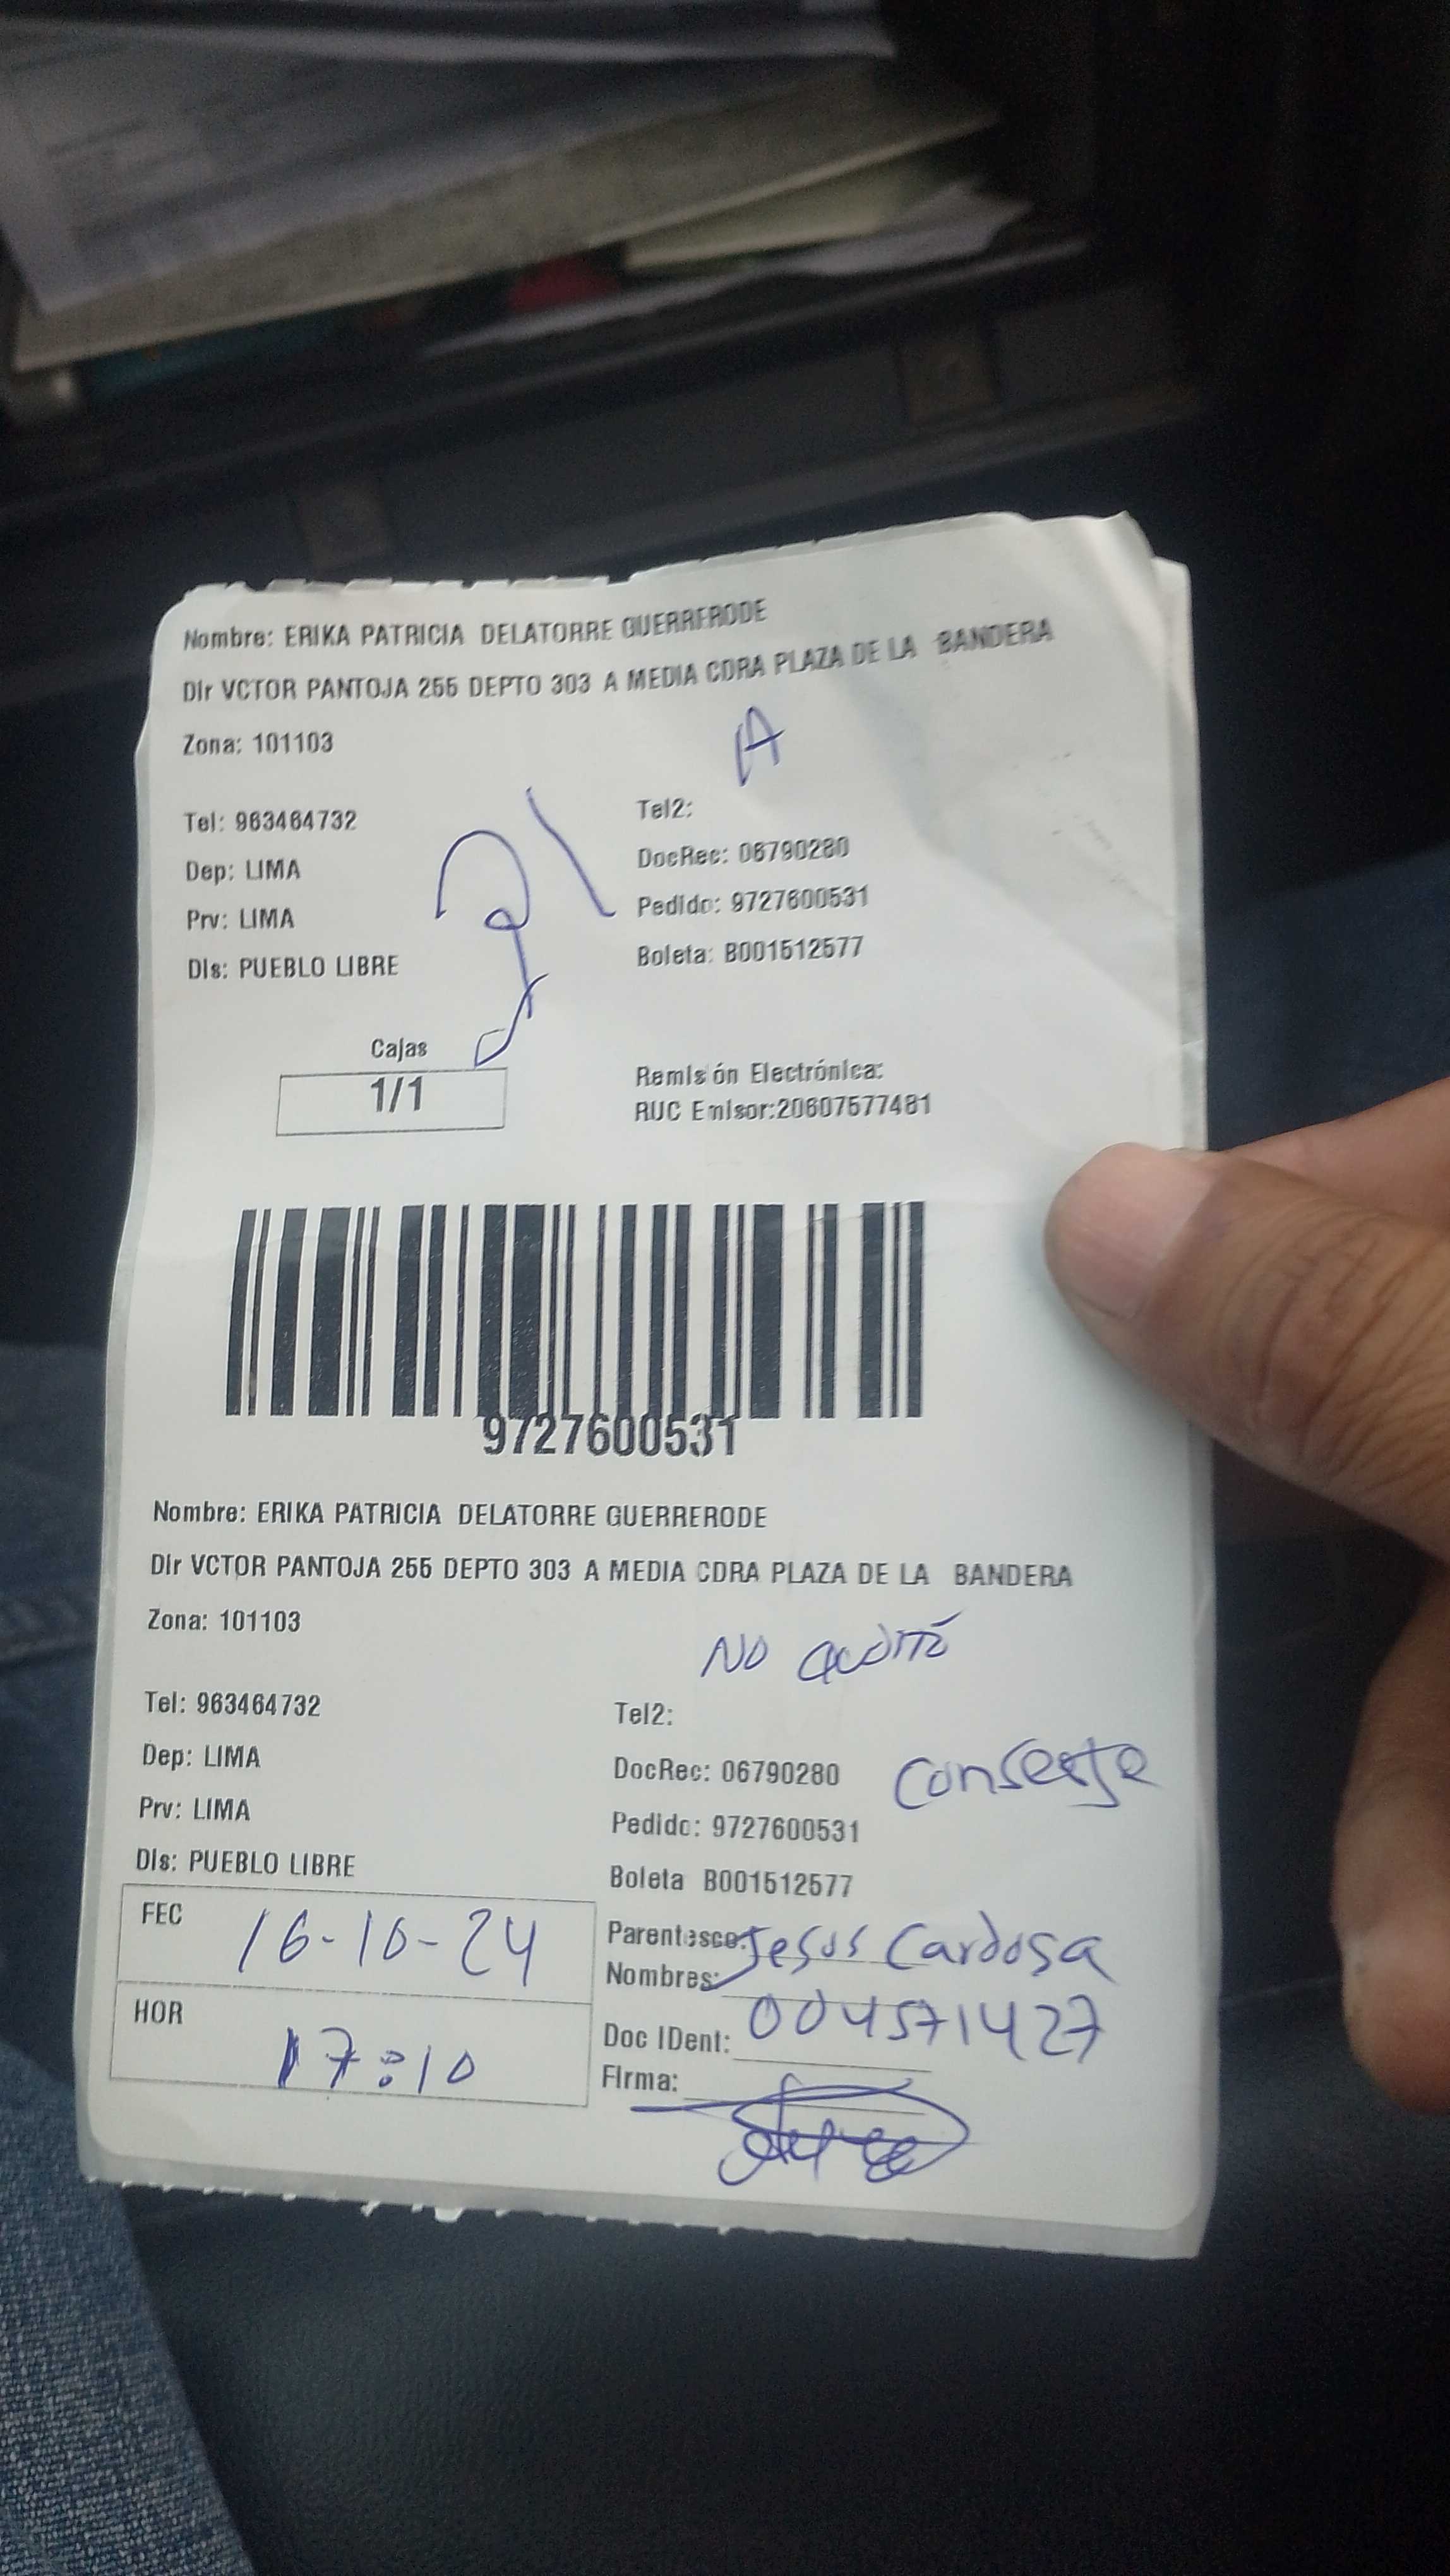 Nombre: ERIKA PATRICIA DELATORRE GUERRERODE
Dir VCTOR PANTOJA 255 DEPTO 303 A MEDIA CDRA PLAZA DE LA BANDERA
A
Zona: 101103
Tel: 963464732
Tel2:
Dep: LIMA
DocRec: 06790280
Prv: LIMA
Pedido: 9727600531
Dis: PUEBLO LIBRE
Boleta: B001512577
Cajas
1/1
Remisión Electrónica:
RUC Emisor:20607577481
9727600531
Nombre: ERIKA PATRICIA DELATORRE GUERRERODE
Dir VCTOR PANTOJA 255 DEPTO 303 A MEDIA CDRA PLAZA DE LA BANDERA
Zona: 101103
NO
Tel: 963464732
Tel2:
Dep: LIMA
DocRec: 06790280
Conserje
Prv: LIMA
Pedido: 9727600531
Dis: PUEBLO LIBRE
Boleta B001512577
FEC 16-10-24
Parentesco: Jesus Cardosa
Nombres:
HOR 17:10
Doc IDent: 004571427
Firma: